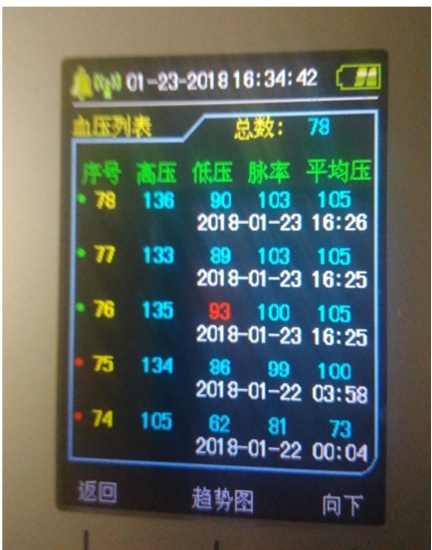 01-23-2018 16:34:42
血压列表 总数: 78
序号 高压 低压 脉率 平均压
78 136 90 103 105
2018-01-23 16:26
77 133 89 103 105
2018-01-23 16:25
76 135 93 100 105
2018-01-23 16:25
75 134 86 99 100
2018-01-22 03:58
74 105 62 81 73
2018-01-22 00:04
返回 趋势图 向下